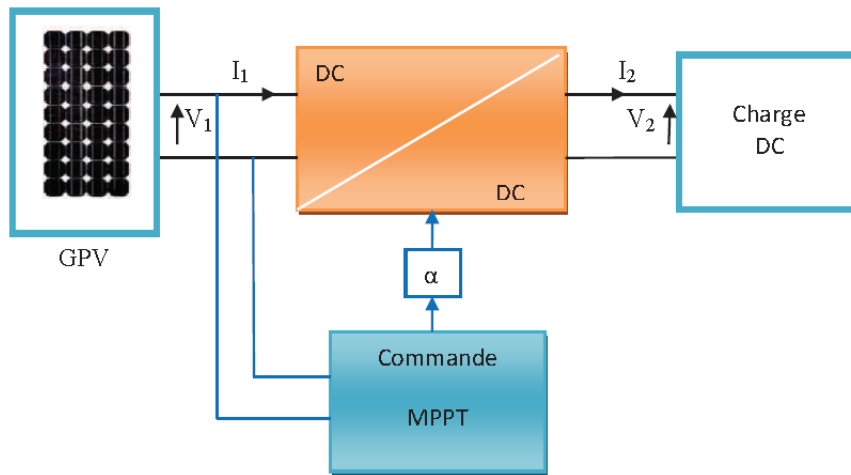 I₁
DC
I₂
V₁
V₂
Charge
DC
DC
GPV
α
Commande
MPPT